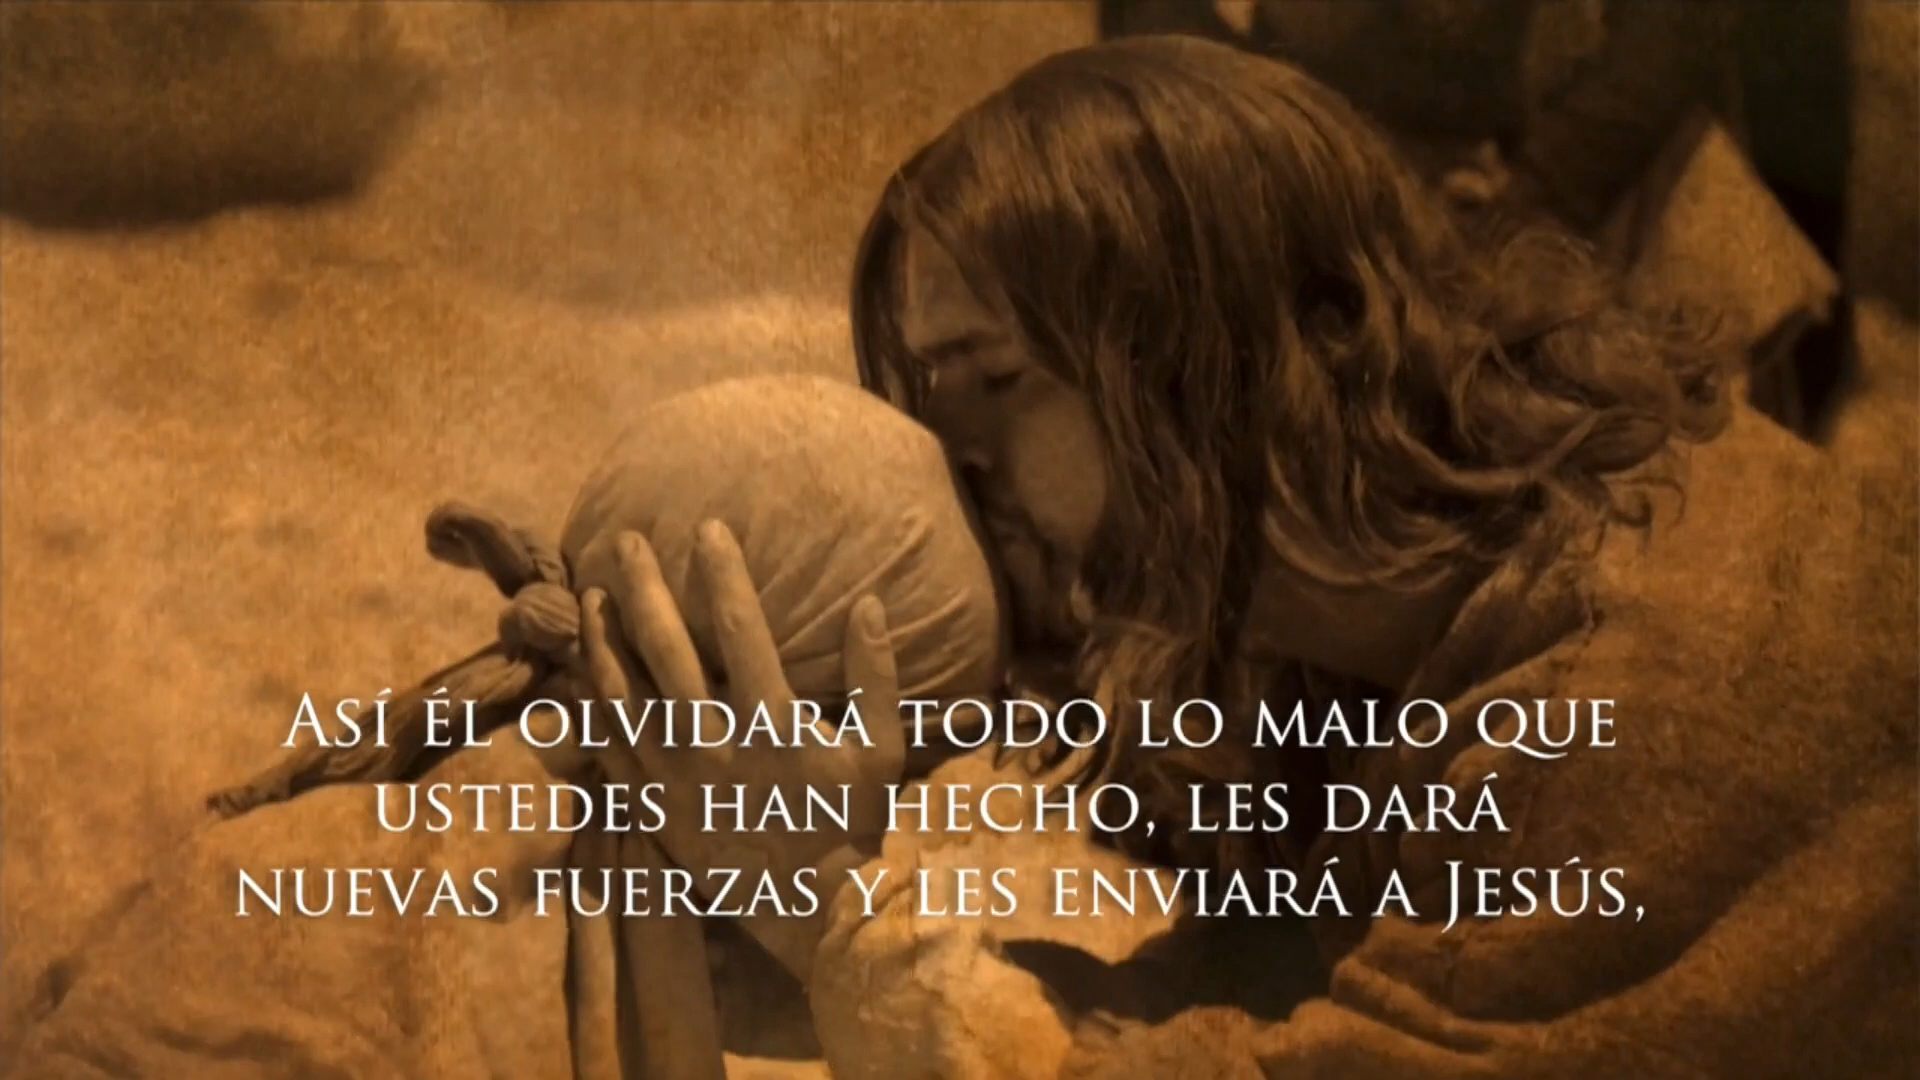 Así él olvidará todo lo malo que
ustedes han hecho, les dará
nuevas fuerzas y les enviará a Jesús,